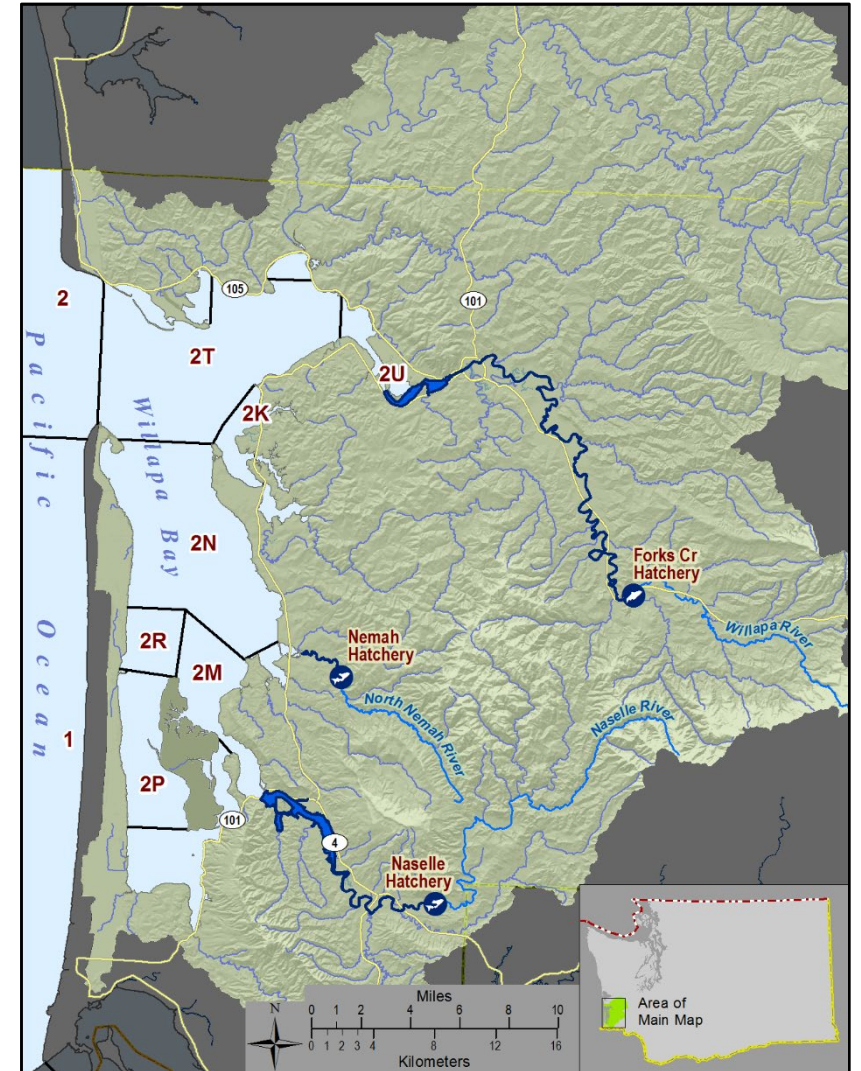 2
105
101
2T
Pacific
Ocean
Willapa
Bay
2U
2K
2N
Forks Cr
Hatchery
Willapa River
Nemah
Hatchery
2R
2M
North Nemah River
Naselle River
1
2P
101
4
Naselle
Hatchery
N
Miles
0 1 2 4 6 8 10
0 1 2 3 4 8 12 16
Kilometers
Area of
Main Map